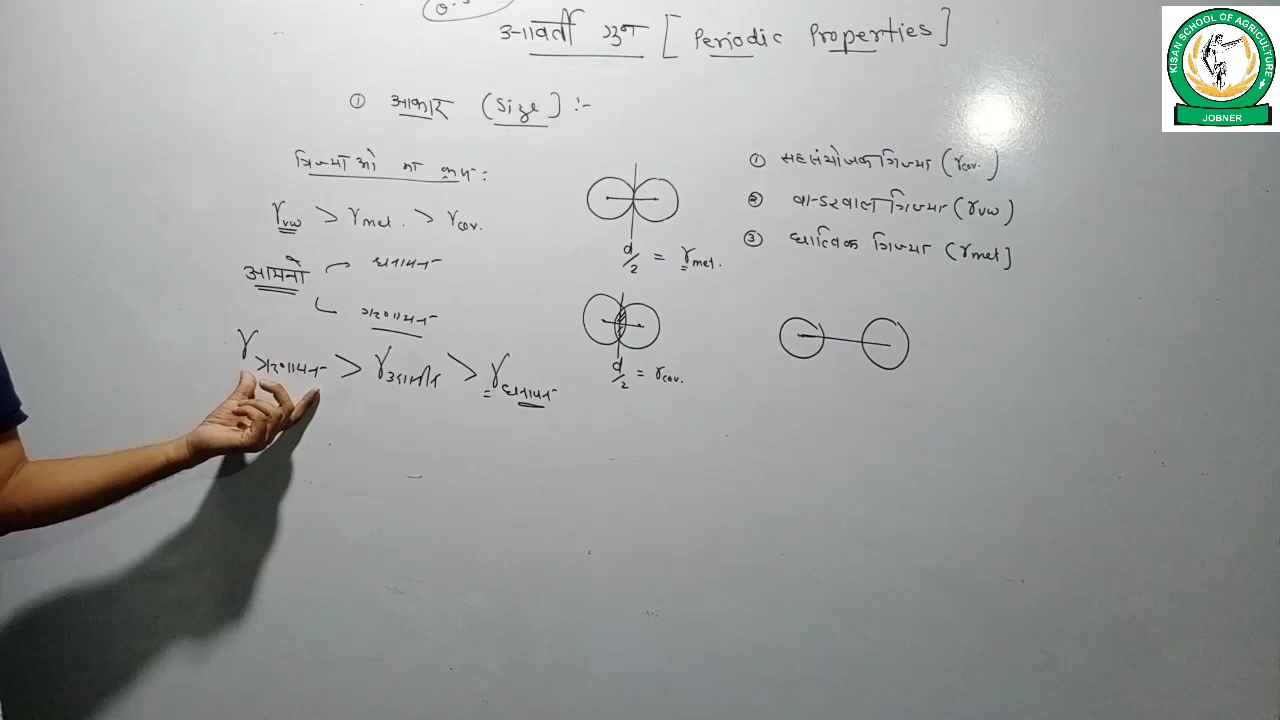 आवर्ती गुण [Periodic Properties]
① आकार (Size) :-
त्रिज्याओ का क्रम :
r_vw > r_met. > r_cov.
आयनो
धनायन
ऋणायन
r_ऋणायन > r_उदासीन > r_धनायन
d/2 = r_met.
d/2 = r_cov.
① सहसंयोजक त्रिज्या (r_cov.)
② वान्डरवाल त्रिज्या (r_vw)
③ धात्विक त्रिज्या (r_met]
KISAN SCHOOL OF AGRICULTURE
JOBNER